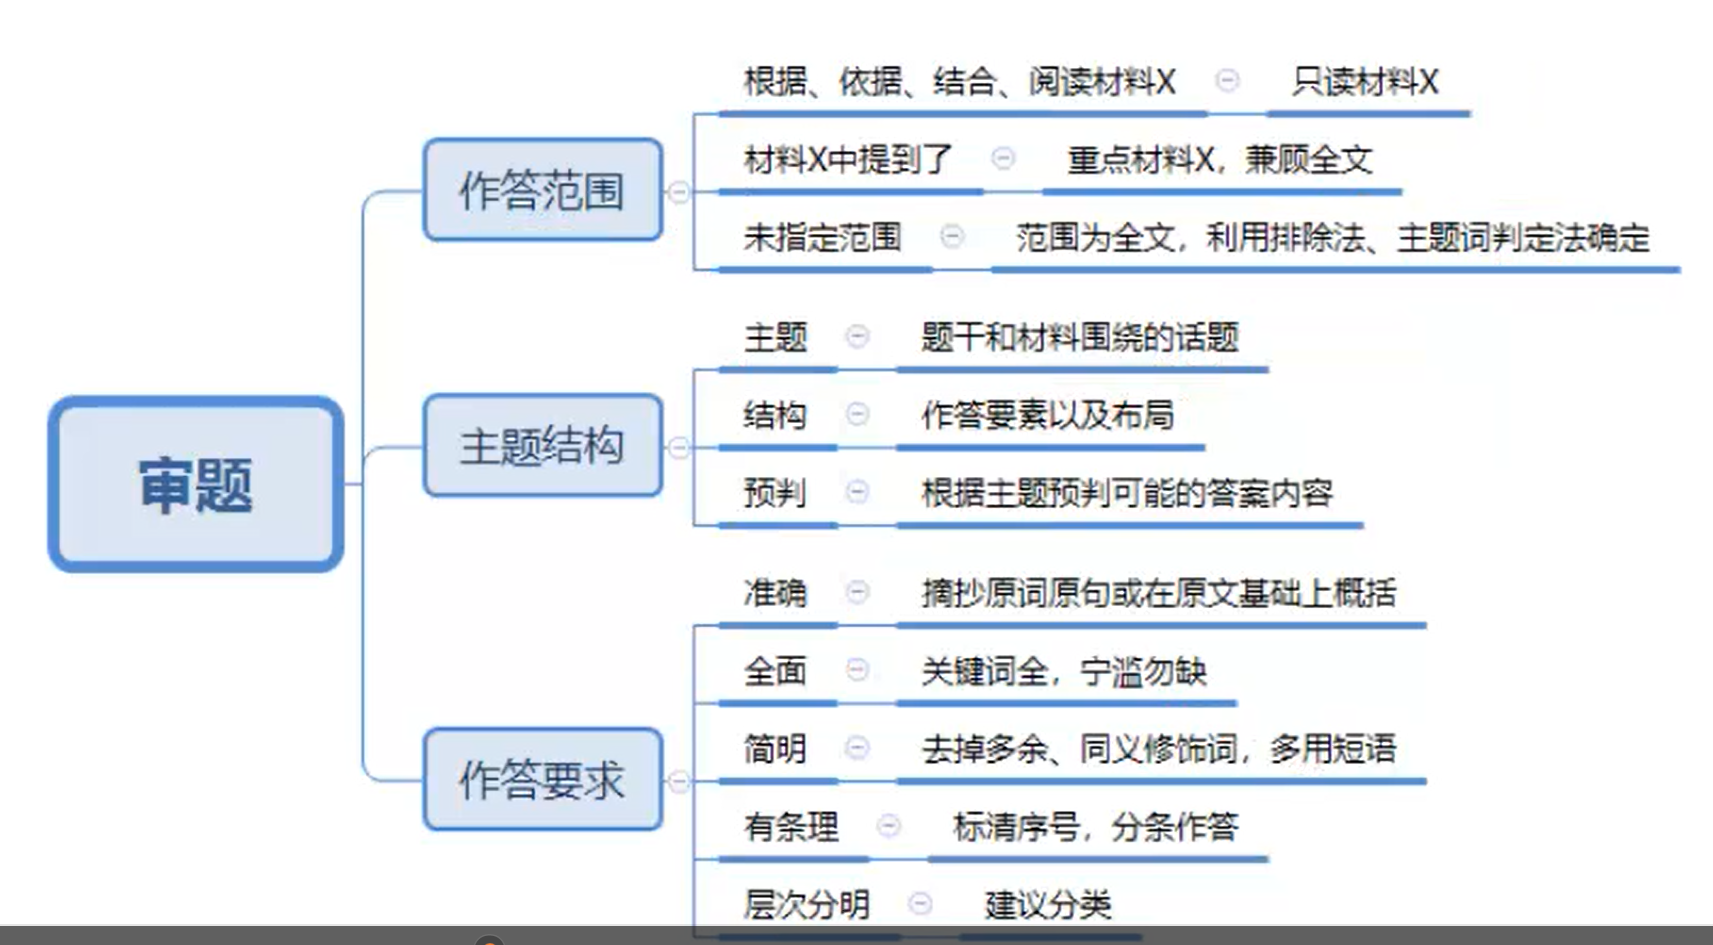 审题
作答范围
根据、依据、结合、阅读材料X 只读材料X
材料X中提到了 重点材料X，兼顾全文
未指定范围 范围为全文，利用排除法、主题词判定法确定
主题结构
主题 题干和材料围绕的话题
结构 作答要素以及布局
预判 根据主题预判可能的答案内容
作答要求
准确 摘抄原词原句或在原文基础上概括
全面 关键词全，宁滥勿缺
简明 去掉多余、同义修饰词，多用短语
有条理 标清序号，分条作答
层次分明 建议分类